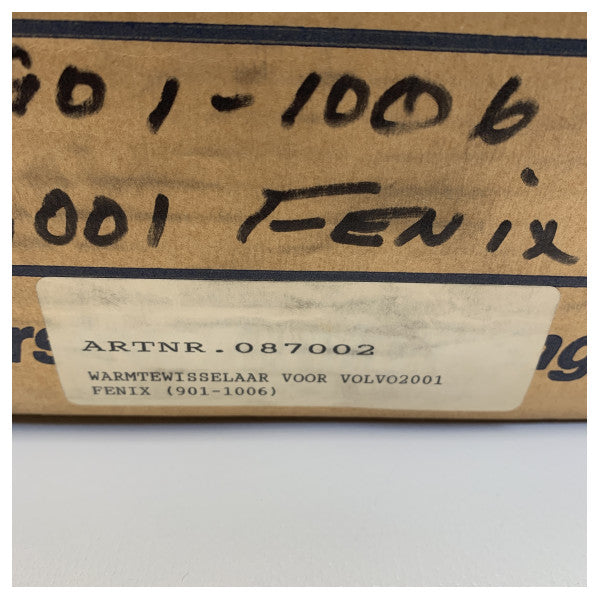 901-1006
2001 FENix
ARTNR.087002
WARMTEWISSELAAR VOOR VOLVO2001
FENIX (901-1006)